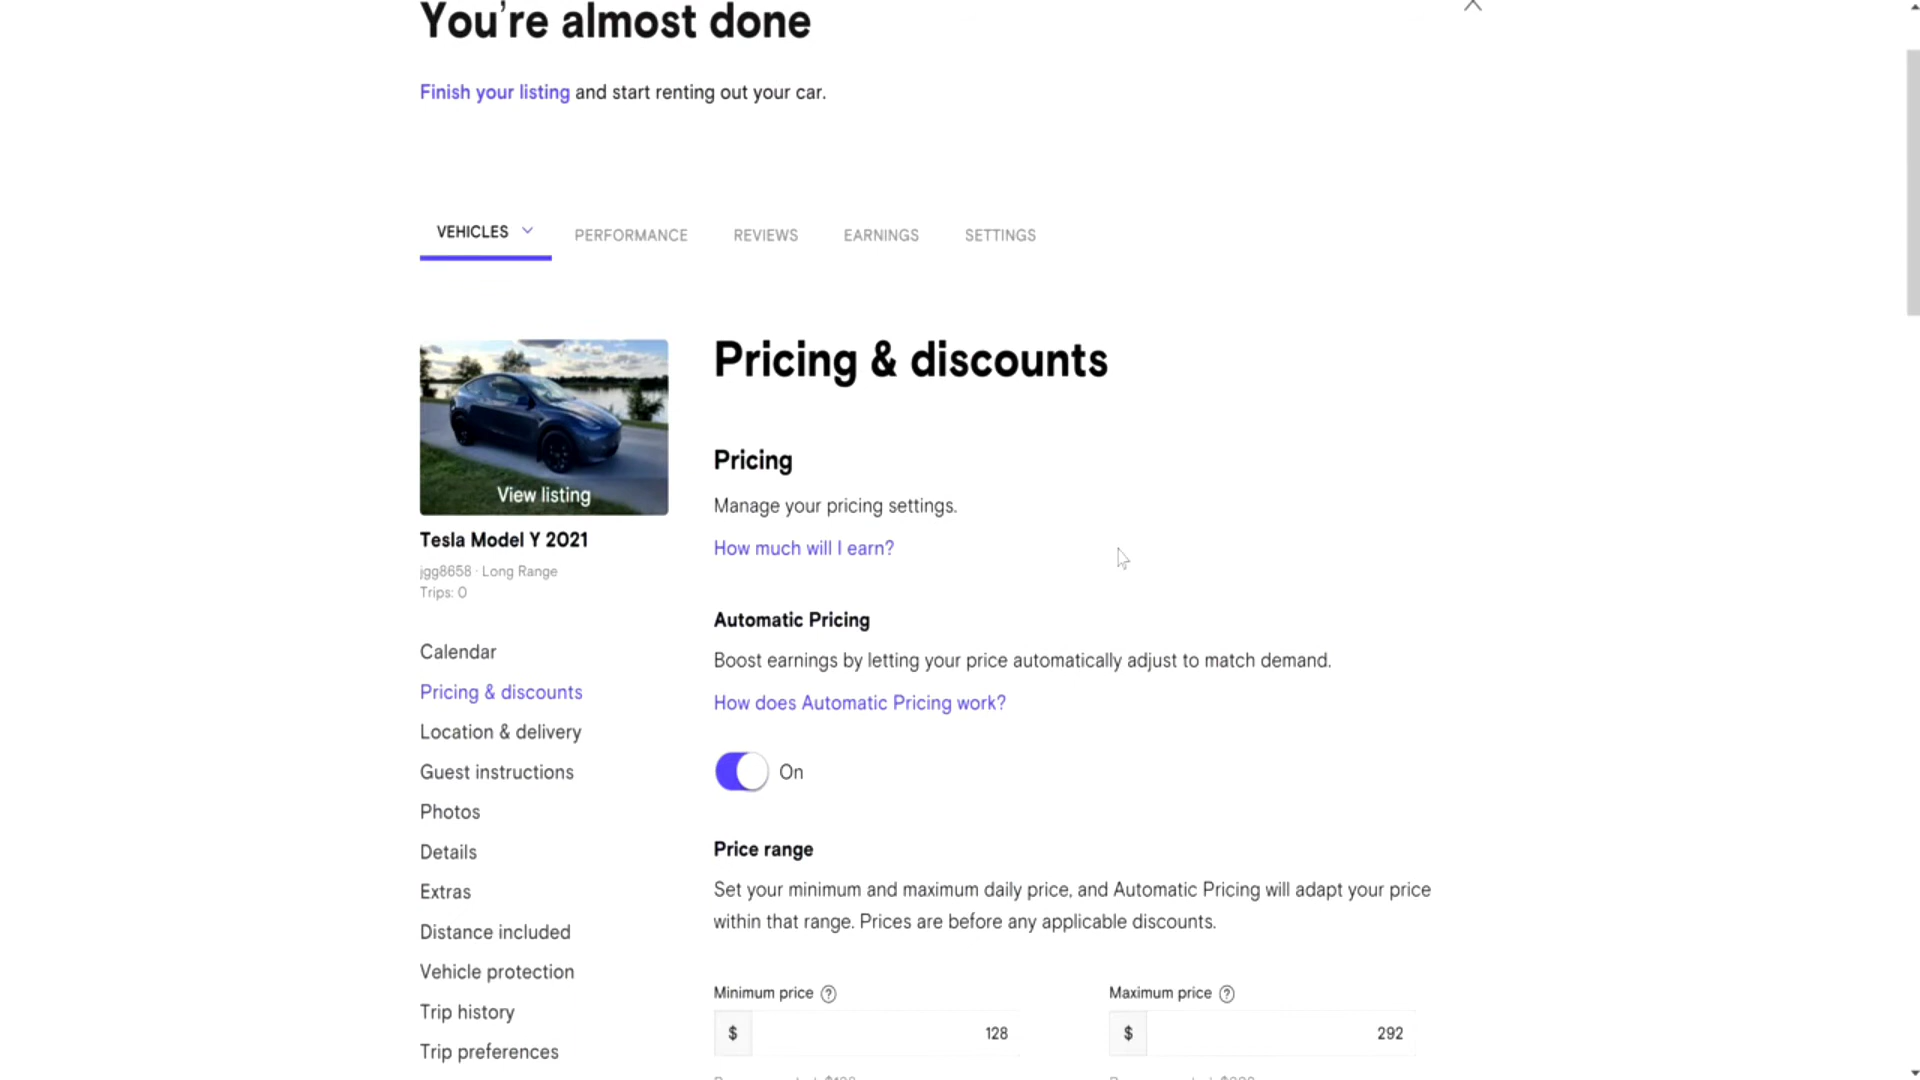 You're almost done
Finish your listing and start renting out your car.
VEHICLES
PERFORMANCE
REVIEWS
EARNINGS
SETTINGS
View listing
Tesla Model Y 2021
jgg8658 · Long Range
Trips: 0
Calendar
Pricing & discounts
Location & delivery
Guest instructions
Photos
Details
Extras
Distance included
Vehicle protection
Trip history
Trip preferences
Pricing & discounts
Pricing
Manage your pricing settings.
How much will I earn?
Automatic Pricing
Boost earnings by letting your price automatically adjust to match demand.
How does Automatic Pricing work?
On
Price range
Set your minimum and maximum daily price, and Automatic Pricing will adapt your price
within that range. Prices are before any applicable discounts.
Minimum price ?
$ 128
Maximum price ?
$ 292